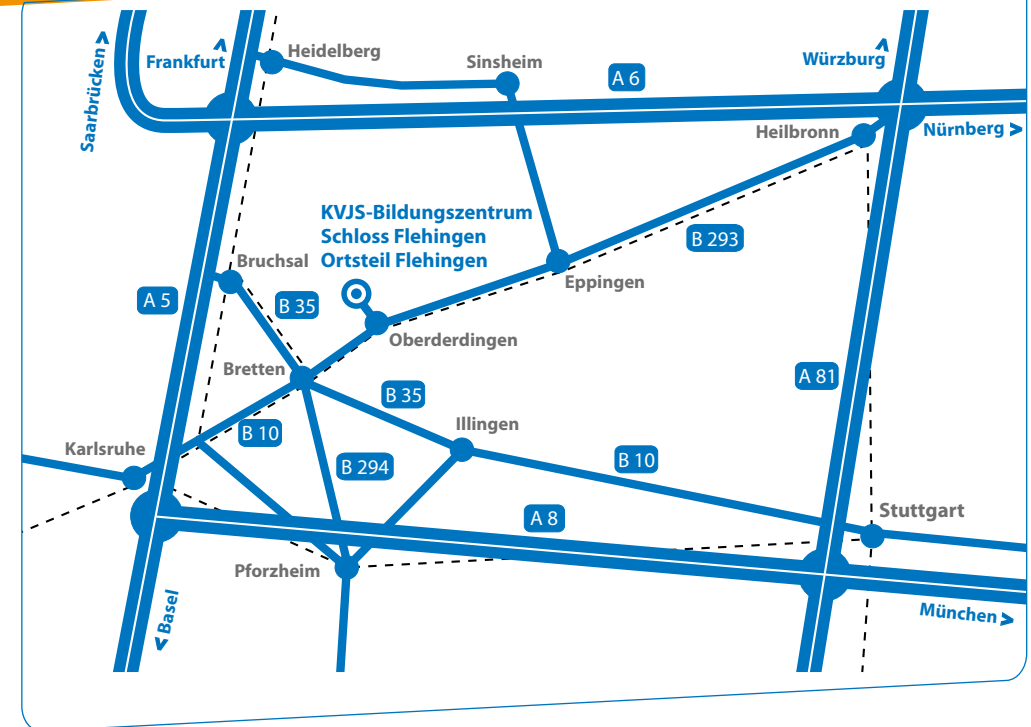 Saarbrücken >
Frankfurt >
Heidelberg
Sinsheim
A 6
Würzburg >
Heilbronn
Nürnberg >
KVJS-Bildungszentrum
Schloss Flehingen
Ortsteil Flehingen
B 293
Bruchsal
Eppingen
A 5
B 35
Oberderdingen
Bretten
A 81
B 35
Karlsruhe
B 10
Illingen
B 294
B 10
Stuttgart
A 8
Pforzheim
< Basel
München >